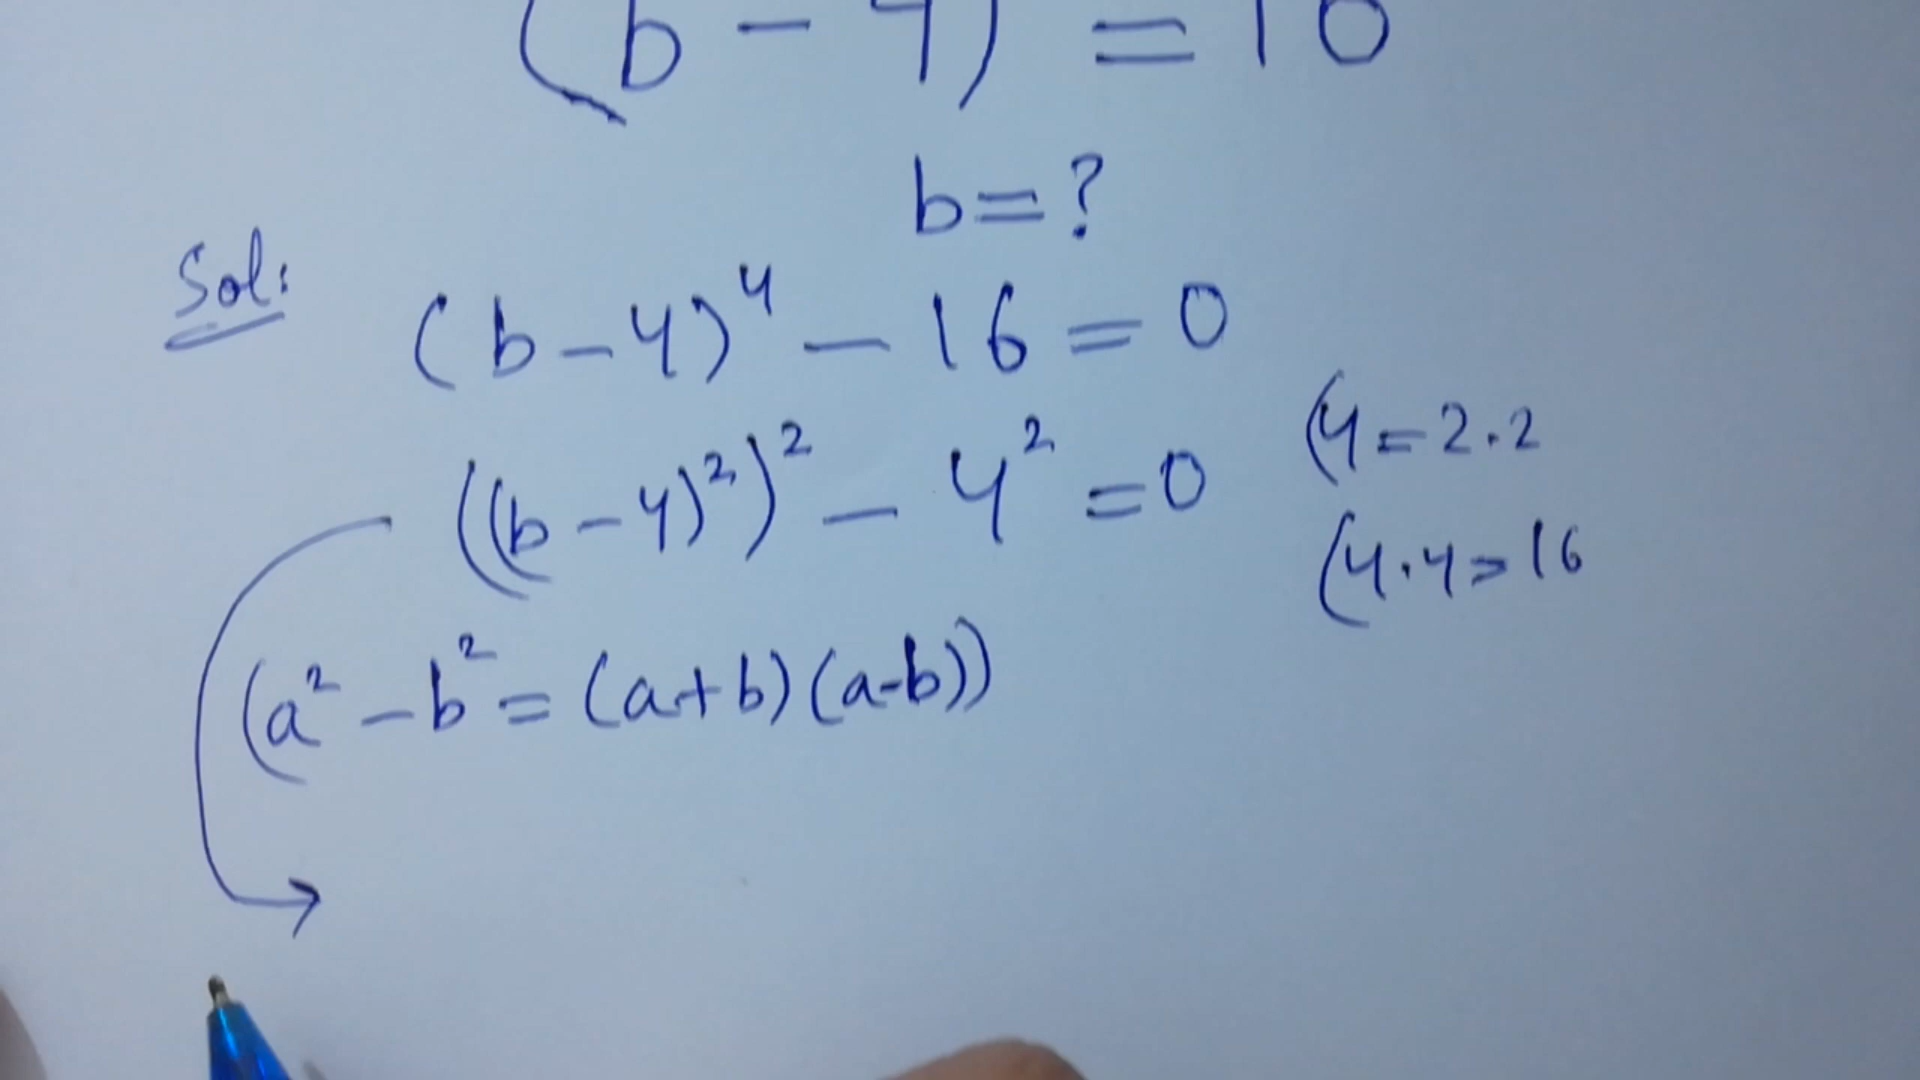 (b - 4) = 16
b = ?
Sol:
(b - 4)⁴ - 16 = 0
((b - 4)²)² - 4² = 0
(4 = 2.2
(4.4 = 16
(a² - b² = (a+b)(a-b))